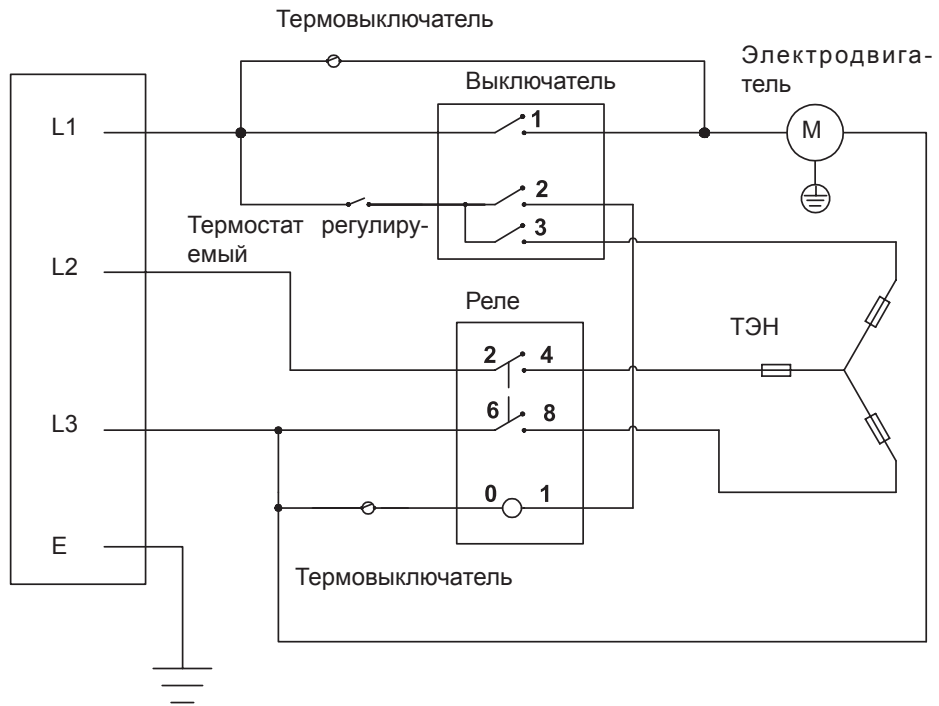 Термовыключатель
Электродвига-
тель
Выключатель
L1
1
M
2
Термостат регулиру-
емый
3
L2
Реле
ТЭН
2 4
6 8
L3
0 1
E
Термовыключатель